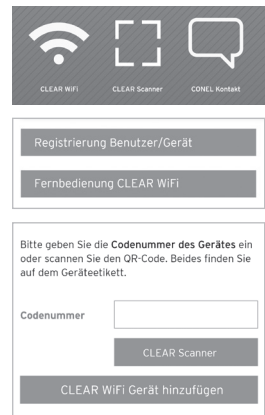 CLEAR WiFi CLEAR Scanner CONEL Kontakt
Registrierung Benutzer/Gerät
Fernbedienung CLEAR WiFi
Bitte geben Sie die Codenummer des Gerätes ein
oder scannen Sie den QR-Code. Beides finden Sie
auf dem Geräteetikett.
Codenummer
CLEAR Scanner
CLEAR WiFi Gerät hinzufügen